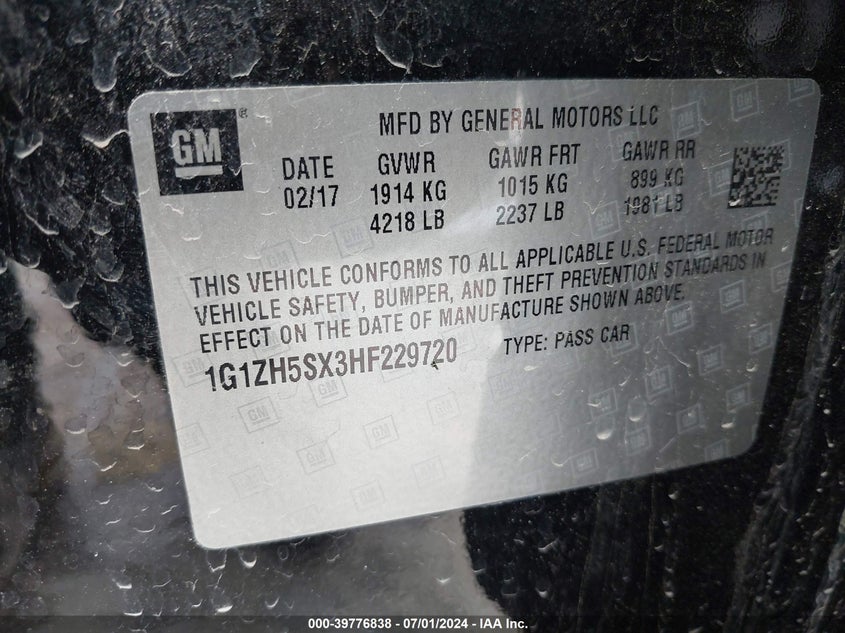 GM®
MFD BY GENERAL MOTORS LLC
DATE GVWR GAWR FRT GAWR RR
02/17 1914 KG 1015 KG 899 KG
4218 LB 2237 LB 1981 LB
THIS VEHICLE CONFORMS TO ALL APPLICABLE U.S. FEDERAL MOTOR
VEHICLE SAFETY, BUMPER, AND THEFT PREVENTION STANDARDS IN
EFFECT ON THE DATE OF MANUFACTURE SHOWN ABOVE.
1G1ZH5SX3HF229720 TYPE: PASS CAR
000-39776838 - 07/01/2024 - © IAA Inc.